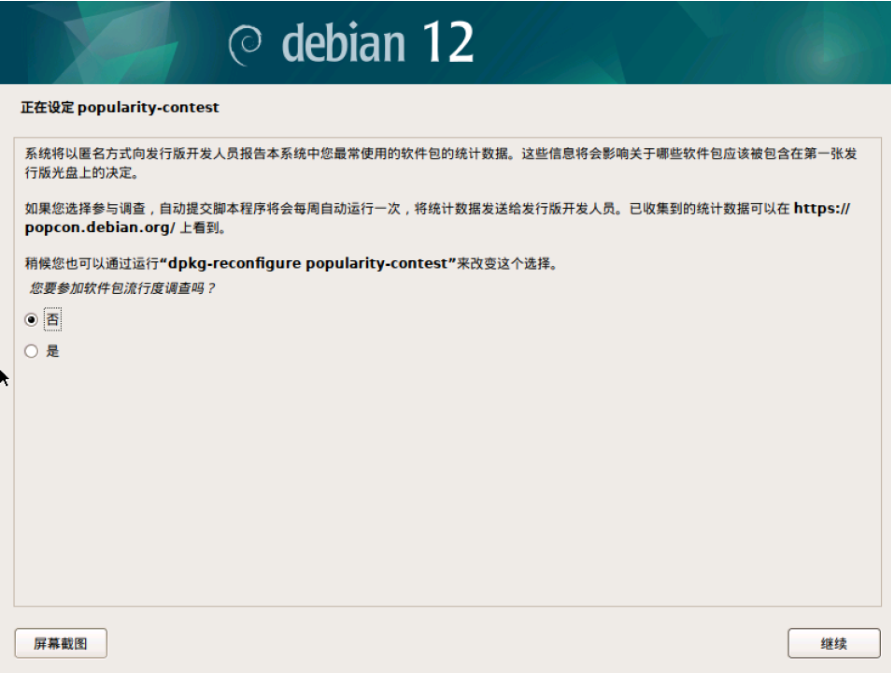 debian 12
正在设定 popularity-contest
系统将以匿名方式向发行版开发人员报告本系统中您最常使用的软件包的统计数据。这些信息将会影响关于哪些软件包应该被包含在第一张发
行版光盘上的决定。
如果您选择参与调查，自动提交脚本程序将会每周自动运行一次，将统计数据发送给发行版开发人员。已收集到的统计数据可以在 https://
popcon.debian.org/ 上看到。
稍候您也可以通过运行“dpkg-reconfigure popularity-contest”来改变这个选择。
您要参加软件包流行度调查吗？
否
是
屏幕截图
继续